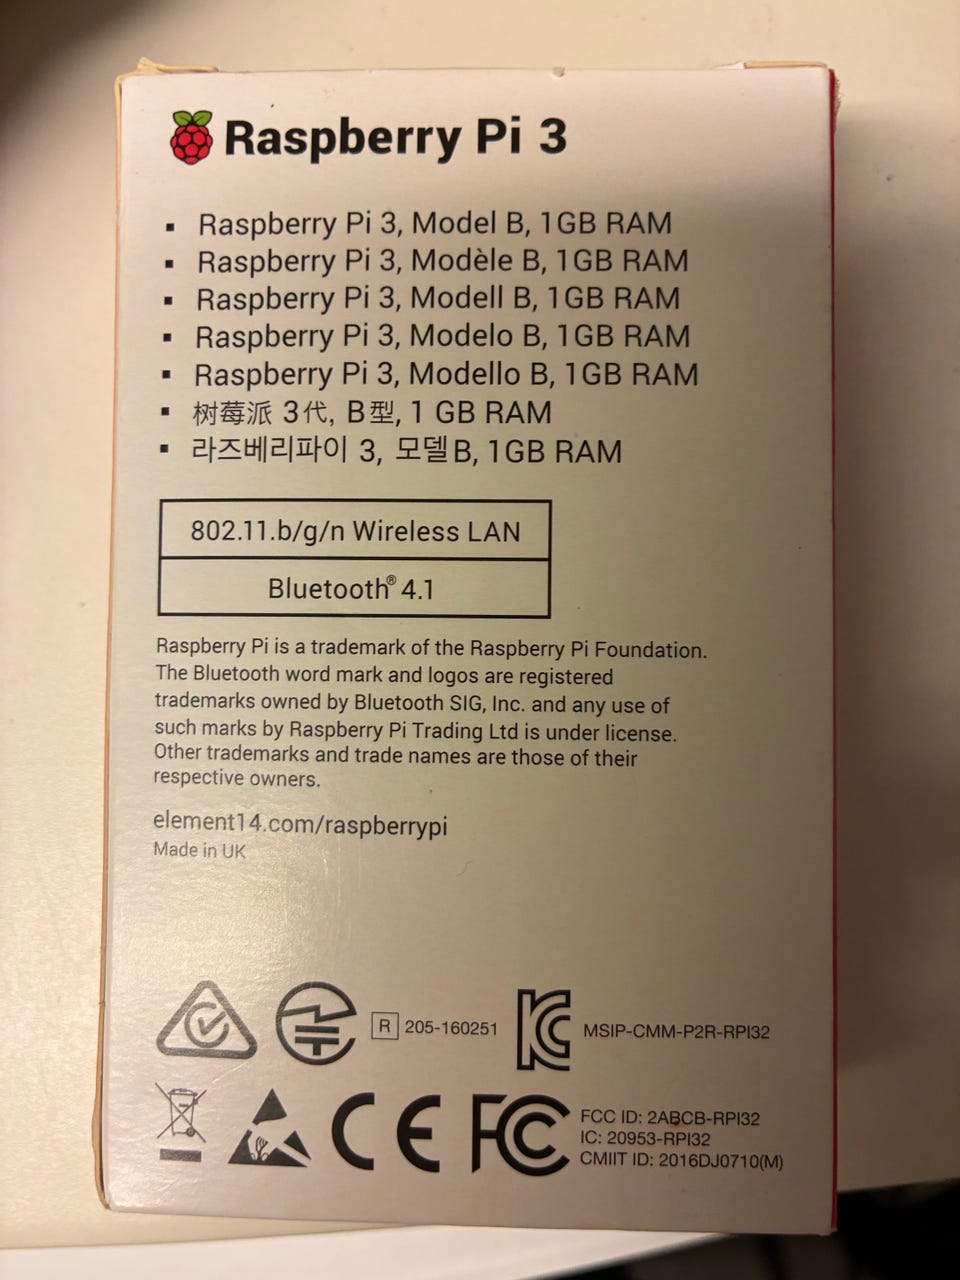 Raspberry Pi 3
▪ Raspberry Pi 3, Model B, 1GB RAM
▪ Raspberry Pi 3, Modèle B, 1GB RAM
▪ Raspberry Pi 3, Modell B, 1GB RAM
▪ Raspberry Pi 3, Modelo B, 1GB RAM
▪ Raspberry Pi 3, Modello B, 1GB RAM
▪ 树莓派 3代, B型, 1 GB RAM
▪ 라즈베리파이 3, 모델 B, 1GB RAM
802.11.b/g/n Wireless LAN
Bluetooth® 4.1
Raspberry Pi is a trademark of the Raspberry Pi Foundation.
The Bluetooth word mark and logos are registered
trademarks owned by Bluetooth SIG, Inc. and any use of
such marks by Raspberry Pi Trading Ltd is under license.
Other trademarks and trade names are those of their
respective owners.
element14.com/raspberrypi
Made in UK
R 205-160251
KC MSIP-CMM-P2R-RPI32
CE FC
FCC ID: 2ABCB-RPI32
IC: 20953-RPI32
CMIIT ID: 2016DJ0710(M)